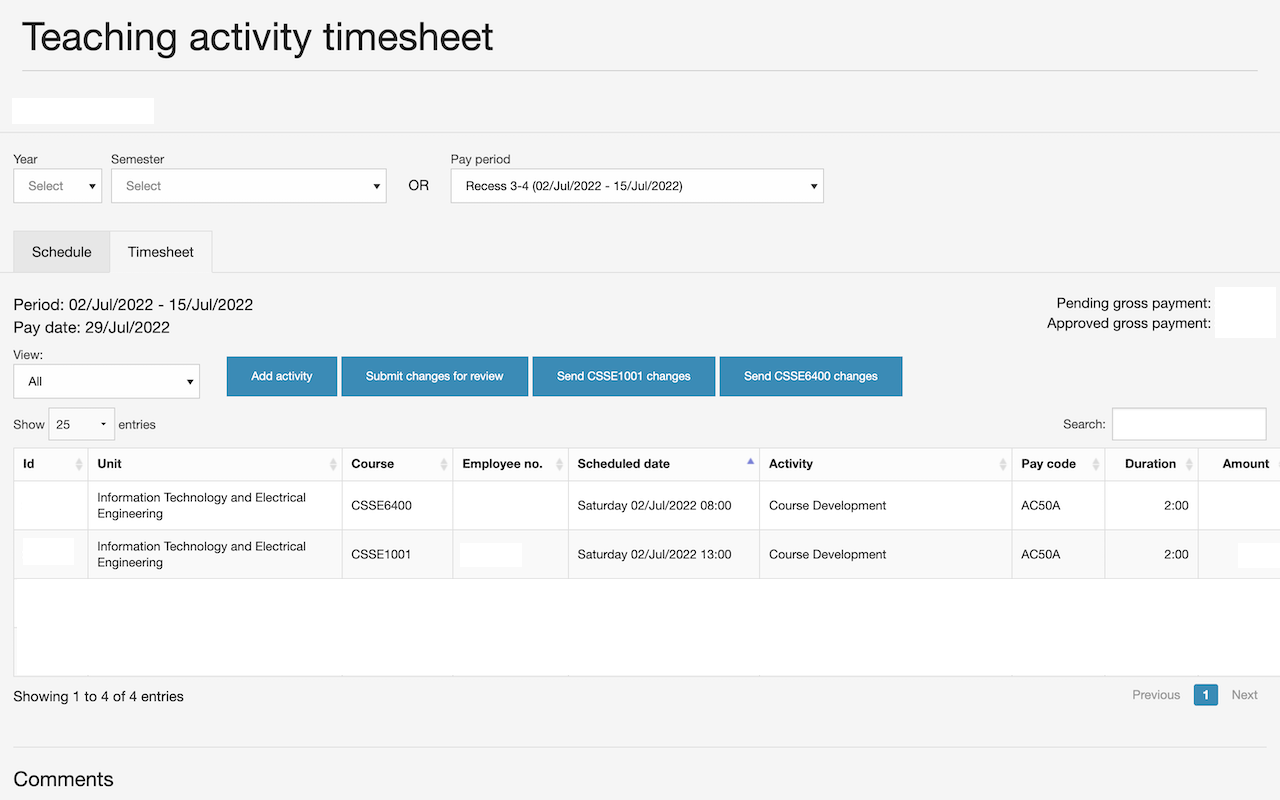 Teaching activity timesheet
Year Semester Pay period
Select Select OR Recess 3-4 (02/Jul/2022 - 15/Jul/2022)
Schedule Timesheet
Period: 02/Jul/2022 - 15/Jul/2022
Pay date: 29/Jul/2022
Pending gross payment:
Approved gross payment:
View:
All Add activity Submit changes for review Send CSSE1001 changes Send CSSE6400 changes
Show 25 entries Search:
Id Unit Course Employee no. Scheduled date Activity Pay code Duration Amount
Information Technology and Electrical
Engineering
CSSE6400 Saturday 02/Jul/2022 08:00 Course Development AC50A 2:00
Information Technology and Electrical
Engineering
CSSE1001 Saturday 02/Jul/2022 13:00 Course Development AC50A 2:00
Showing 1 to 4 of 4 entries Previous 1 Next
Comments